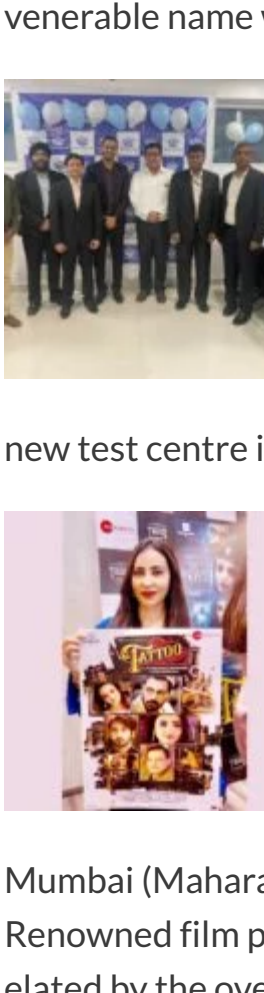 venerable name
new test centre
TATTOO
Mumbai (Mahara
Renowned film p
elated by the ove